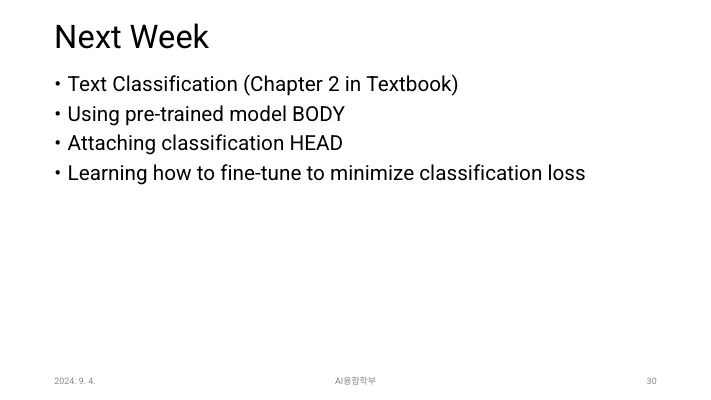 Next Week
• Text Classification (Chapter 2 in Textbook)
• Using pre-trained model BODY
• Attaching classification HEAD
• Learning how to fine-tune to minimize classification loss
2024. 9. 4.
AI융합학부
30